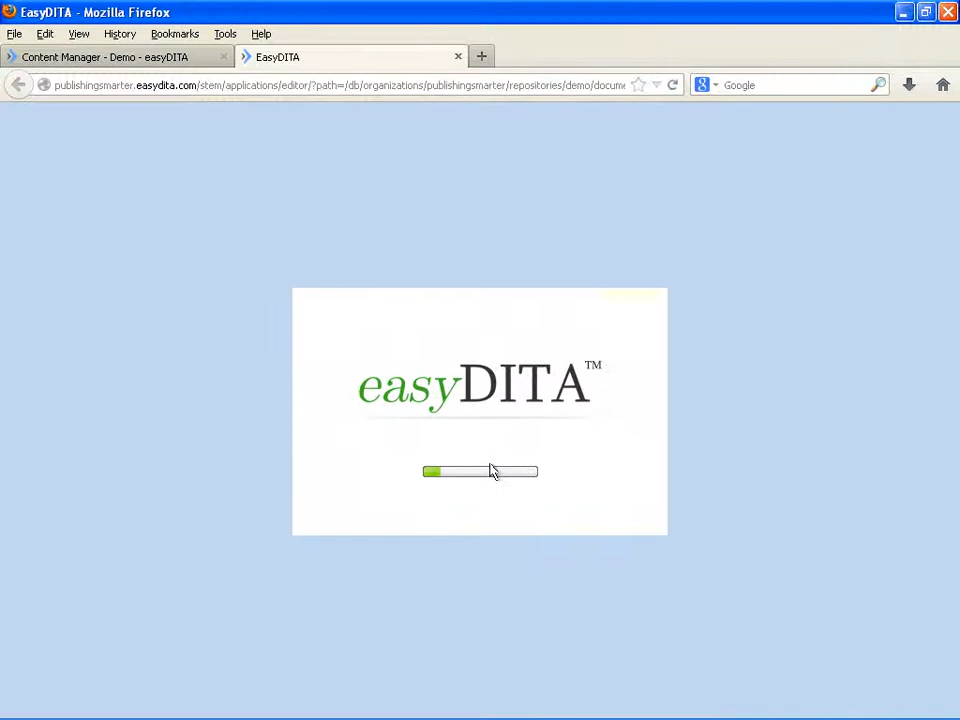 EasyDITA - Mozilla Firefox
File Edit View History Bookmarks Tools Help
Content Manager - Demo - easyDITA EasyDITA
publishingsmarter.easydita.com/stem/applications/editor/?path=/db/organizations/publishingsmarter/repositories/demo/docume Google
easyDITA™